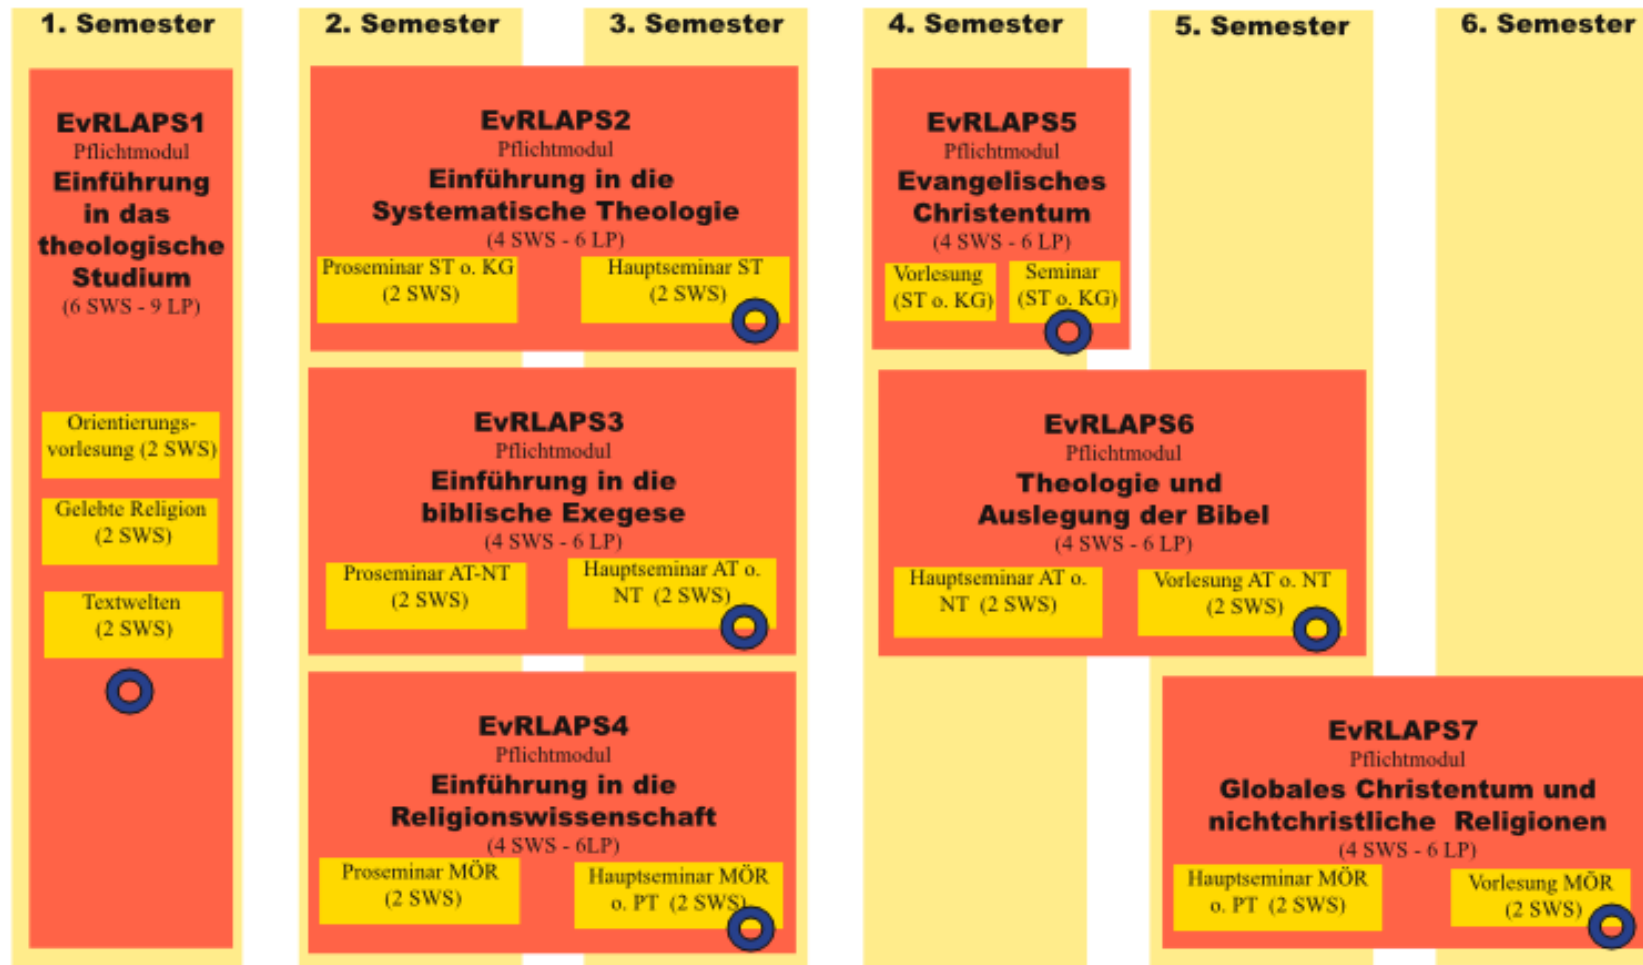 1. Semester
2. Semester
3. Semester
4. Semester
5. Semester
6. Semester
EvRLAPS1
Pflichtmodul
Einführung
in das
theologische
Studium
(6 SWS - 9 LP)
Orientierungs-
vorlesung (2 SWS)
Gelebte Religion
(2 SWS)
Textwelten
(2 SWS)
EvRLAPS2
Pflichtmodul
Einführung in die
Systematische Theologie
(4 SWS - 6 LP)
Proseminar ST o. KG
(2 SWS)
Hauptseminar ST
(2 SWS)
EvRLAPS3
Pflichtmodul
Einführung in die
biblische Exegese
(4 SWS - 6 LP)
Proseminar AT-NT
(2 SWS)
Hauptseminar AT o.
NT (2 SWS)
EvRLAPS4
Pflichtmodul
Einführung in die
Religionswissenschaft
(4 SWS - 6LP)
Proseminar MÖR
(2 SWS)
Hauptseminar MÖR
o. PT (2 SWS)
EvRLAPS5
Pflichtmodul
Evangelisches
Christentum
(4 SWS - 6 LP)
Vorlesung
(ST o. KG)
Seminar
(ST o. KG)
EvRLAPS6
Pflichtmodul
Theologie und
Auslegung der Bibel
(4 SWS - 6 LP)
Hauptseminar AT o.
NT (2 SWS)
Vorlesung AT o. NT
(2 SWS)
EvRLAPS7
Pflichtmodul
Globales Christentum und
nichtchristliche Religionen
(4 SWS - 6 LP)
Hauptseminar MÖR
o. PT (2 SWS)
Vorlesung MÖR
(2 SWS)